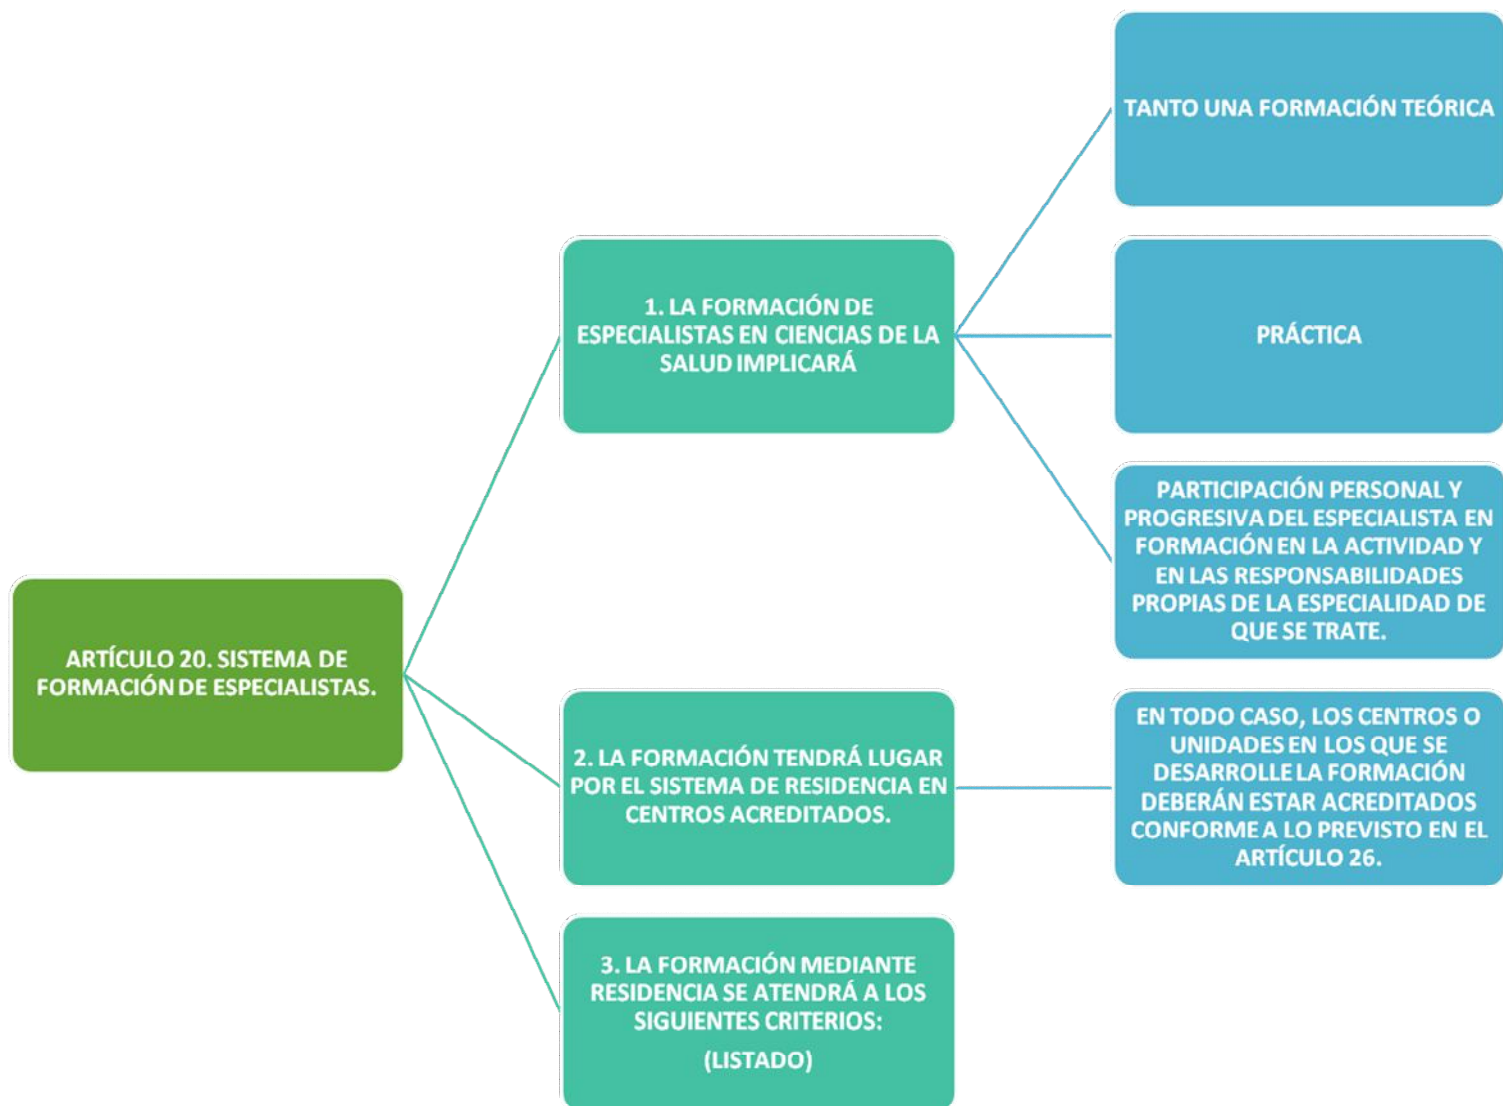 ARTÍCULO 20. SISTEMA DE
FORMACIÓN DE ESPECIALISTAS.
1. LA FORMACIÓN DE
ESPECIALISTAS EN CIENCIAS DE LA
SALUD IMPLICARÁ
TANTO UNA FORMACIÓN TEÓRICA
PRÁCTICA
PARTICIPACIÓN PERSONAL Y
PROGRESIVA DEL ESPECIALISTA EN
FORMACIÓN EN LA ACTIVIDAD Y
EN LAS RESPONSABILIDADES
PROPIAS DE LA ESPECIALIDAD DE
QUE SE TRATE.
2. LA FORMACIÓN TENDRÁ LUGAR
POR EL SISTEMA DE RESIDENCIA EN
CENTROS ACREDITADOS.
EN TODO CASO, LOS CENTROS O
UNIDADES EN LOS QUE SE
DESARROLLE LA FORMACIÓN
DEBERÁN ESTAR ACREDITADOS
CONFORME A LO PREVISTO EN EL
ARTÍCULO 26.
3. LA FORMACIÓN MEDIANTE
RESIDENCIA SE ATENDRÁ A LOS
SIGUIENTES CRITERIOS:
(LISTADO)